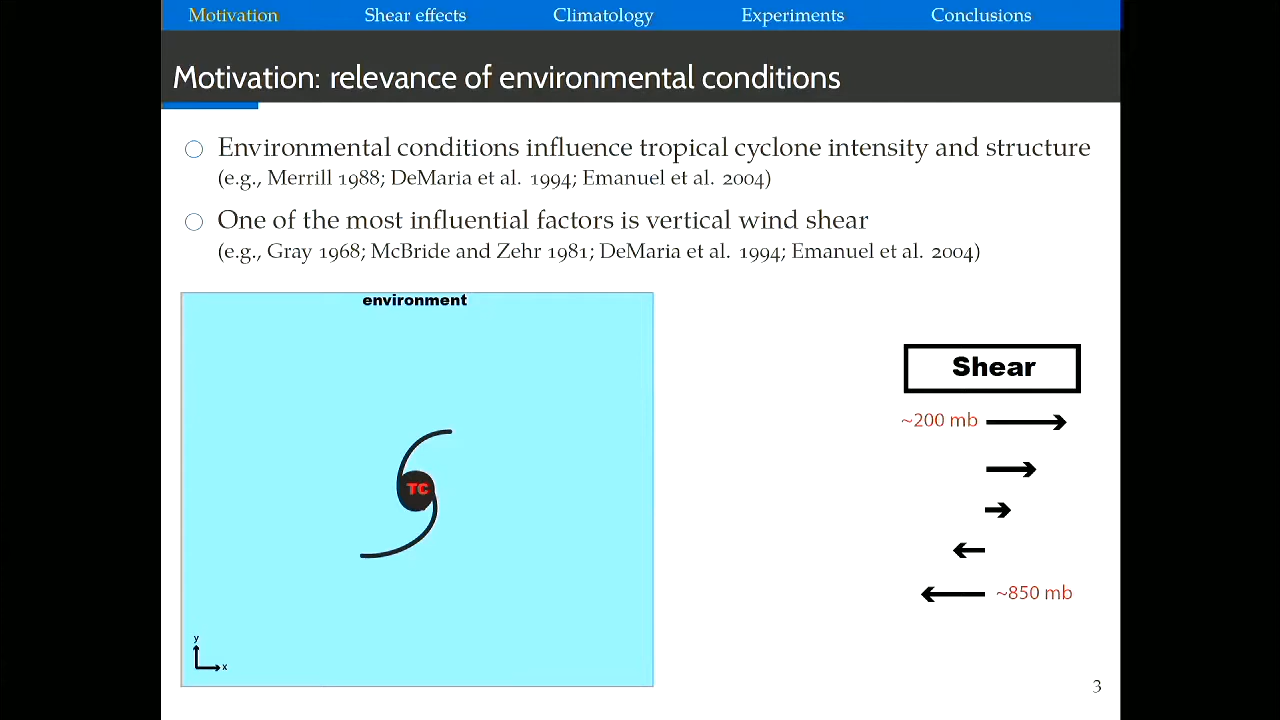 Motivation
Shear effects
Climatology
Experiments
Conclusions
Motivation: relevance of environmental conditions
Environmental conditions influence tropical cyclone intensity and structure
(e.g., Merrill 1988; DeMaria et al. 1994; Emanuel et al. 2004)
One of the most influential factors is vertical wind shear
(e.g., Gray 1968; McBride and Zehr 1981; DeMaria et al. 1994; Emanuel et al. 2004)
environment
TC
y
x
Shear
~200 mb
~850 mb
3